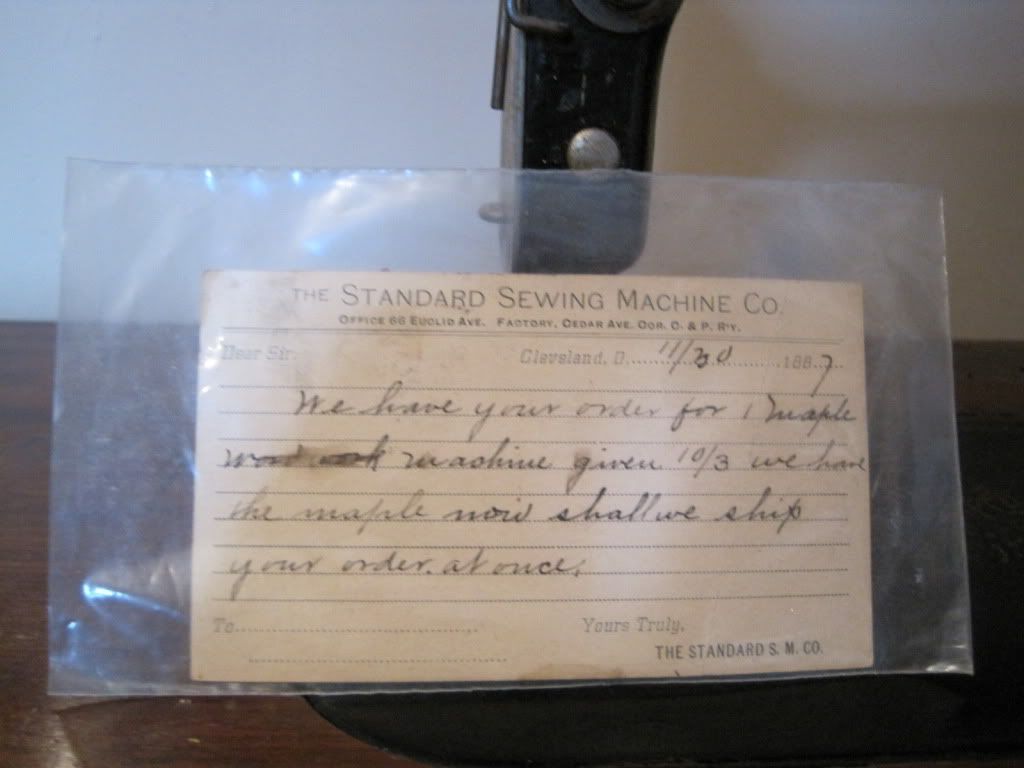 THE STANDARD SEWING MACHINE CO.
OFFICE 66 EUCLID AVE. FACTORY, CEDAR AVE. COR. C. & P. R'Y.
Dear Sir. Cleveland, O. 11/30 1887
We have your order for 1 maple
wood work machine given 10/3 we have
the maple now shall we ship
your order. at once.
To Yours Truly,
THE STANDARD S. M. CO.